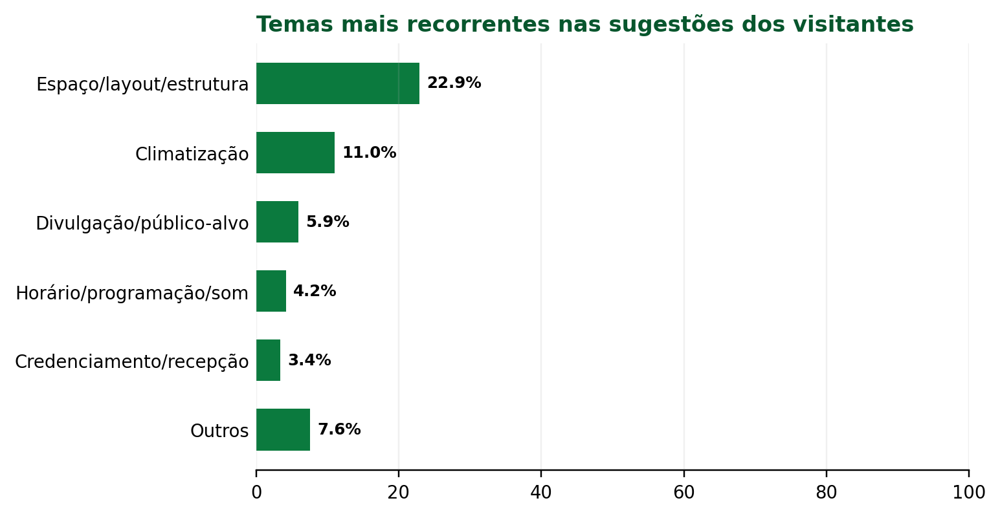 Temas mais recorrentes nas sugestões dos visitantes
Espaço/layout/estrutura 22.9%
Climatização 11.0%
Divulgação/público-alvo 5.9%
Horário/programação/som 4.2%
Credenciamento/recepção 3.4%
Outros 7.6%
0 20 40 60 80 100